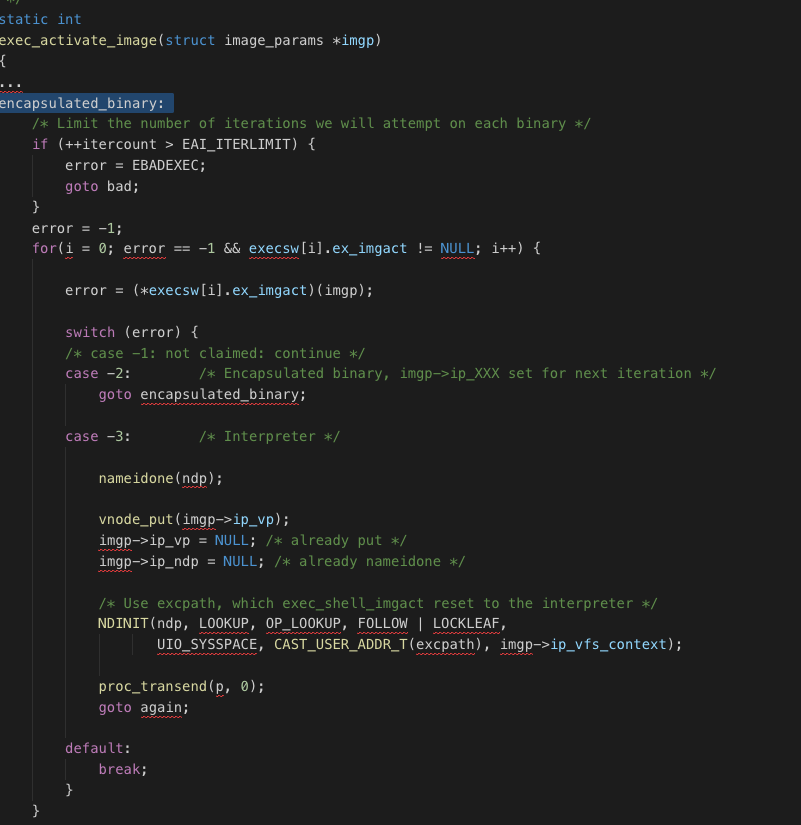 */
static int
exec_activate_image(struct image_params *imgp)
{
...
encapsulated_binary:
    /* Limit the number of iterations we will attempt on each binary */
    if (++itercount > EAI_ITERLIMIT) {
        error = EBADEXEC;
        goto bad;
    }
    error = -1;
    for(i = 0; error == -1 && execsw[i].ex_imgact != NULL; i++) {

        error = (*execsw[i].ex_imgact)(imgp);

        switch (error) {
        /* case -1: not claimed: continue */
        case -2:        /* Encapsulated binary, imgp->ip_XXX set for next iteration */
            goto encapsulated_binary;

        case -3:        /* Interpreter */

            nameidone(ndp);

            vnode_put(imgp->ip_vp);
            imgp->ip_vp = NULL; /* already put */
            imgp->ip_ndp = NULL; /* already nameidone */

            /* Use excpath, which exec_shell_imgact reset to the interpreter */
            NDINIT(ndp, LOOKUP, OP_LOOKUP, FOLLOW | LOCKLEAF,
                   UIO_SYSSPACE, CAST_USER_ADDR_T(excpath), imgp->ip_vfs_context);

            proc_transend(p, 0);
            goto again;

        default:
            break;
        }
    }